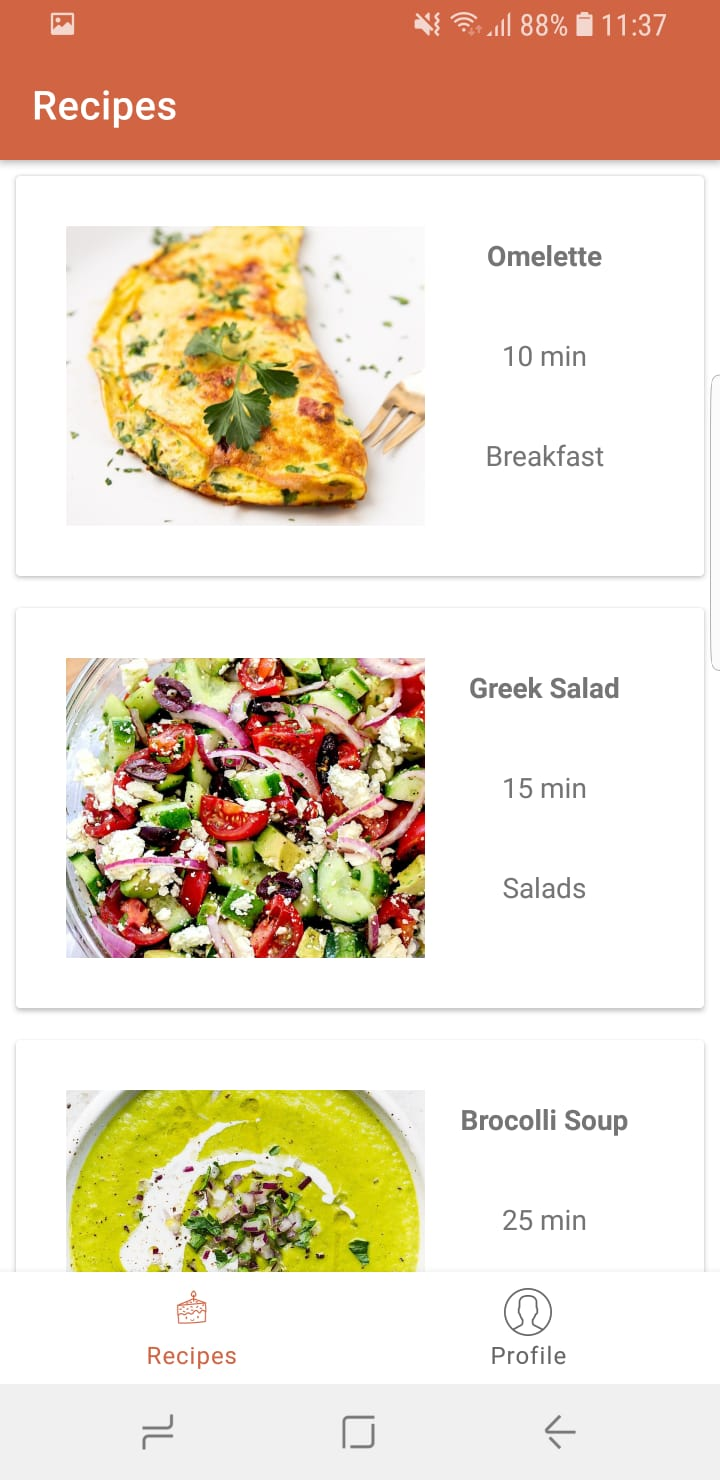 88% 11:37
Recipes
Omelette
10 min
Breakfast
Greek Salad
15 min
Salads
Brocolli Soup
25 min
Recipes
Profile